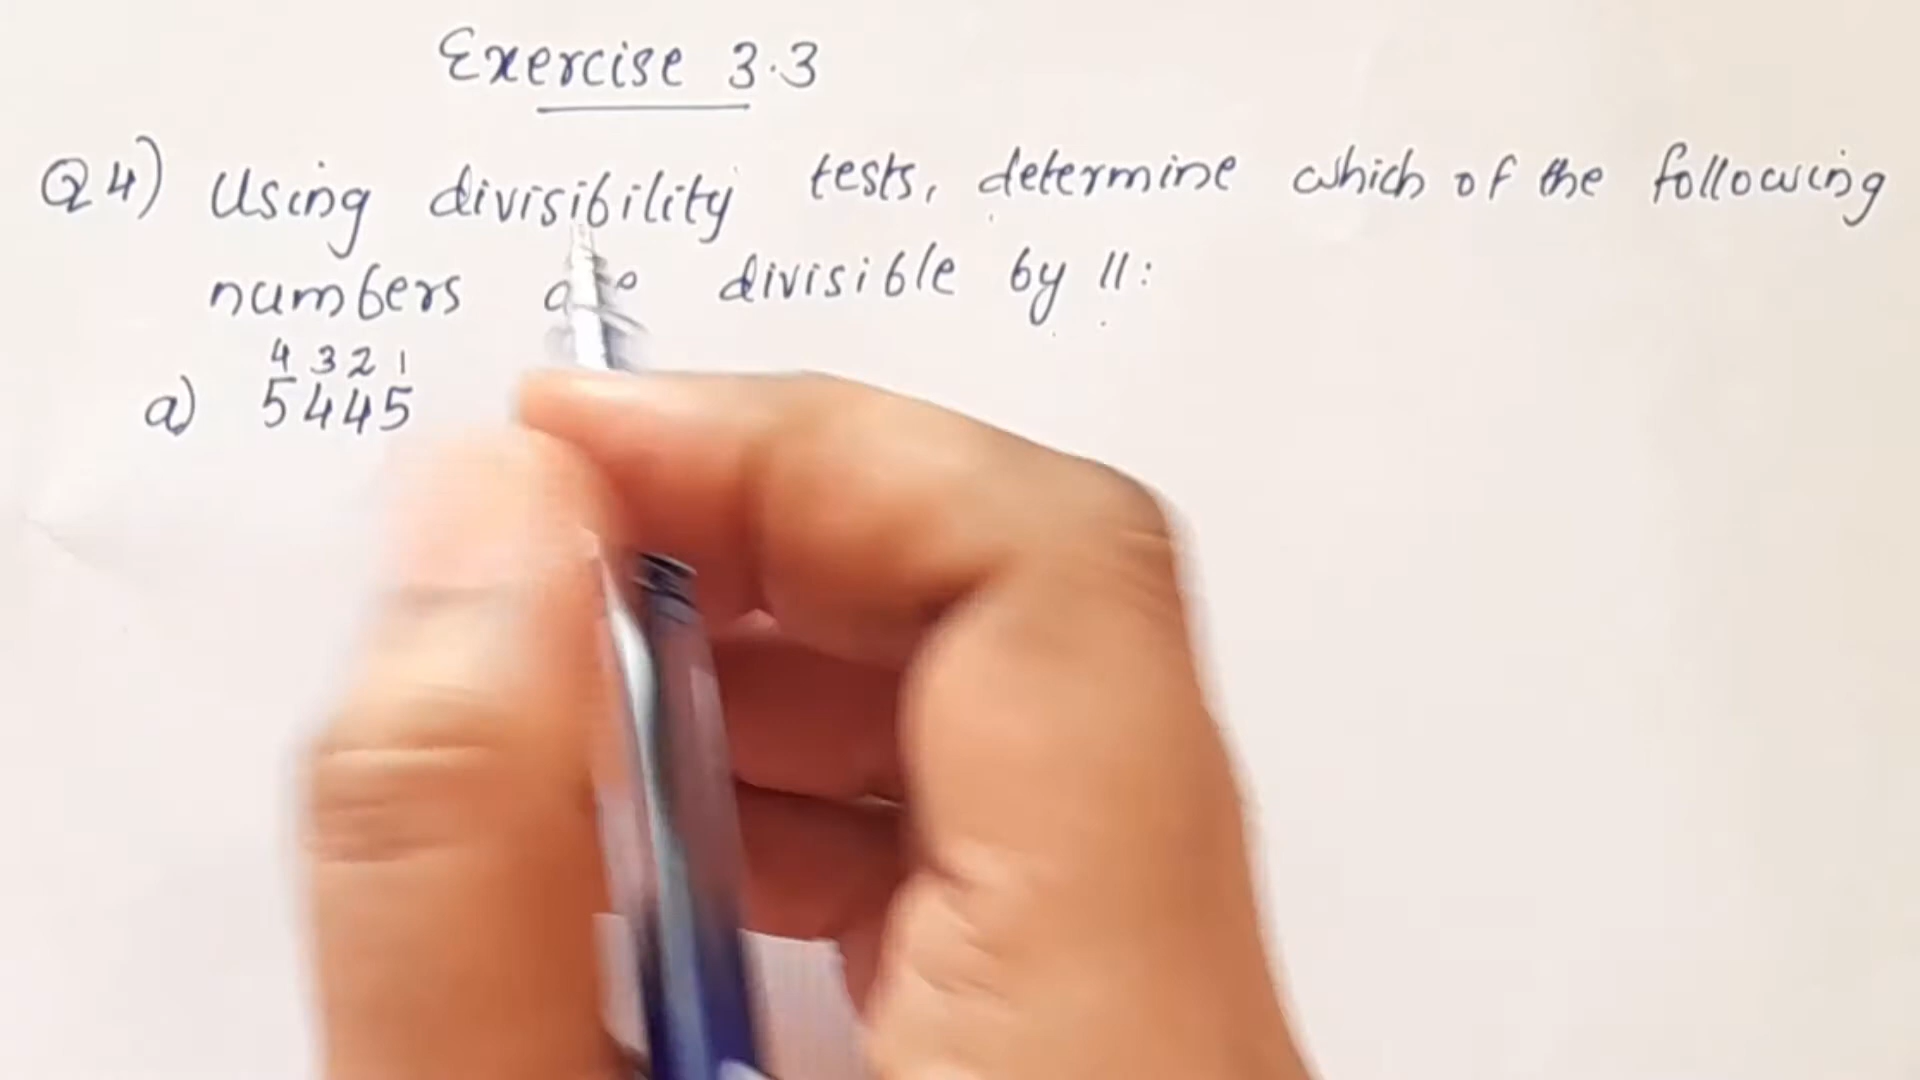 Exercise 3.3
Q4) Using divisibility tests, determine which of the following
numbers divisible by 11:
4 3 2 1
a) 5445